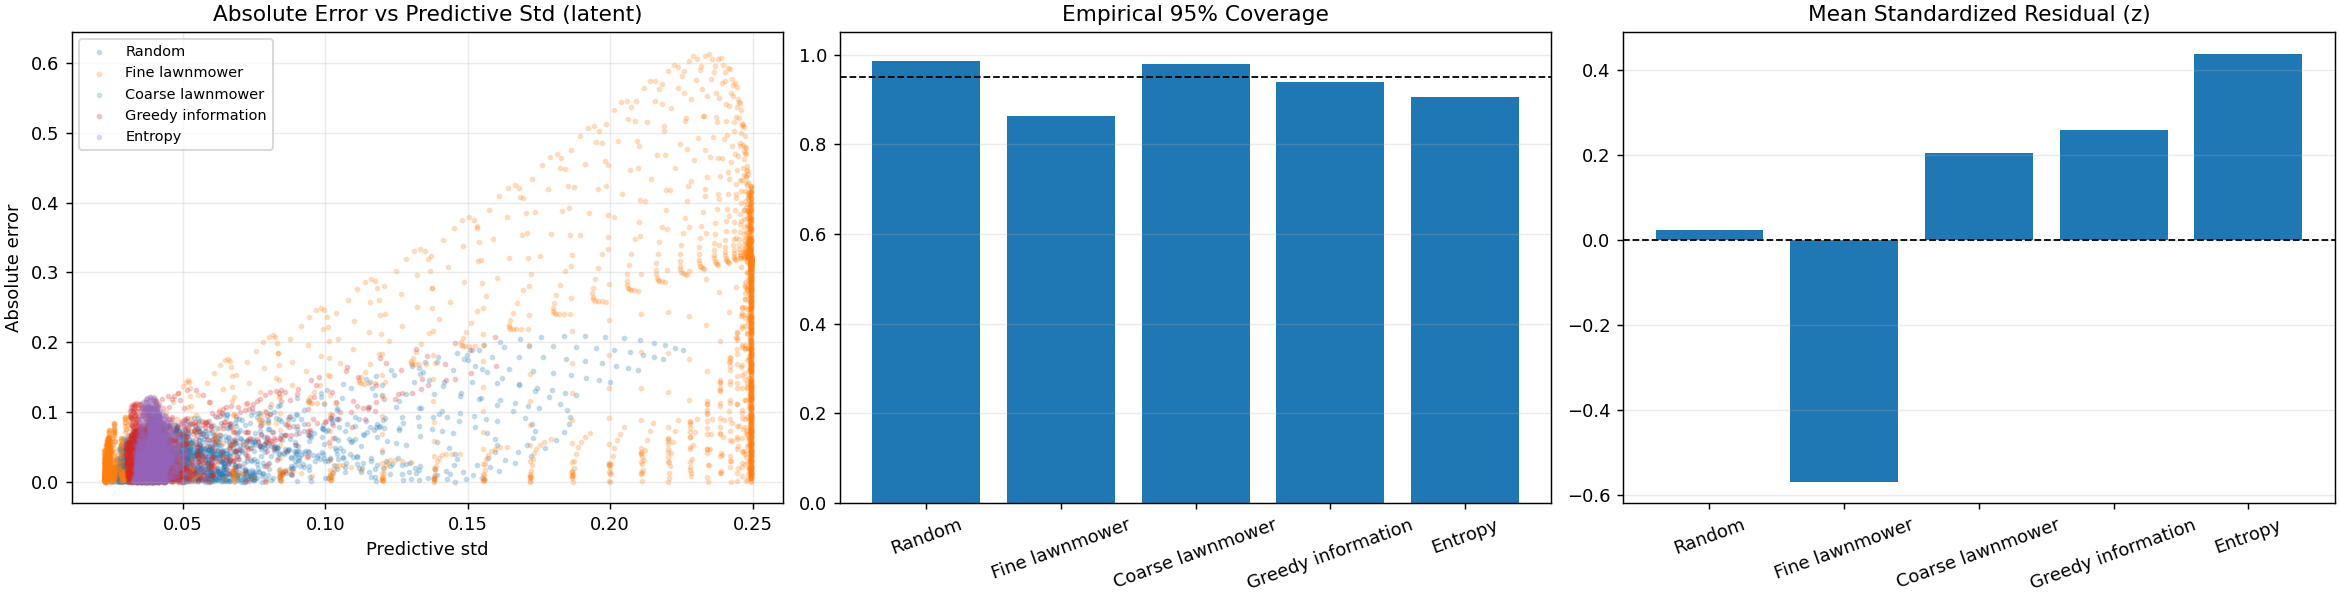 Absolute Error vs Predictive Std (latent)
Random
Fine lawnmower
Coarse lawnmower
Greedy information
Entropy
Absolute error
0.6
0.5
0.4
0.3
0.2
0.1
0.0
0.05
0.10
0.15
0.20
0.25
Predictive std
Empirical 95% Coverage
1.0
0.8
0.6
0.4
0.2
0.0
Random
Fine lawnmower
Coarse lawnmower
Greedy information
Entropy
Mean Standardized Residual (z)
0.4
0.2
0.0
−0.2
−0.4
−0.6
Random
Fine lawnmower
Coarse lawnmower
Greedy information
Entropy